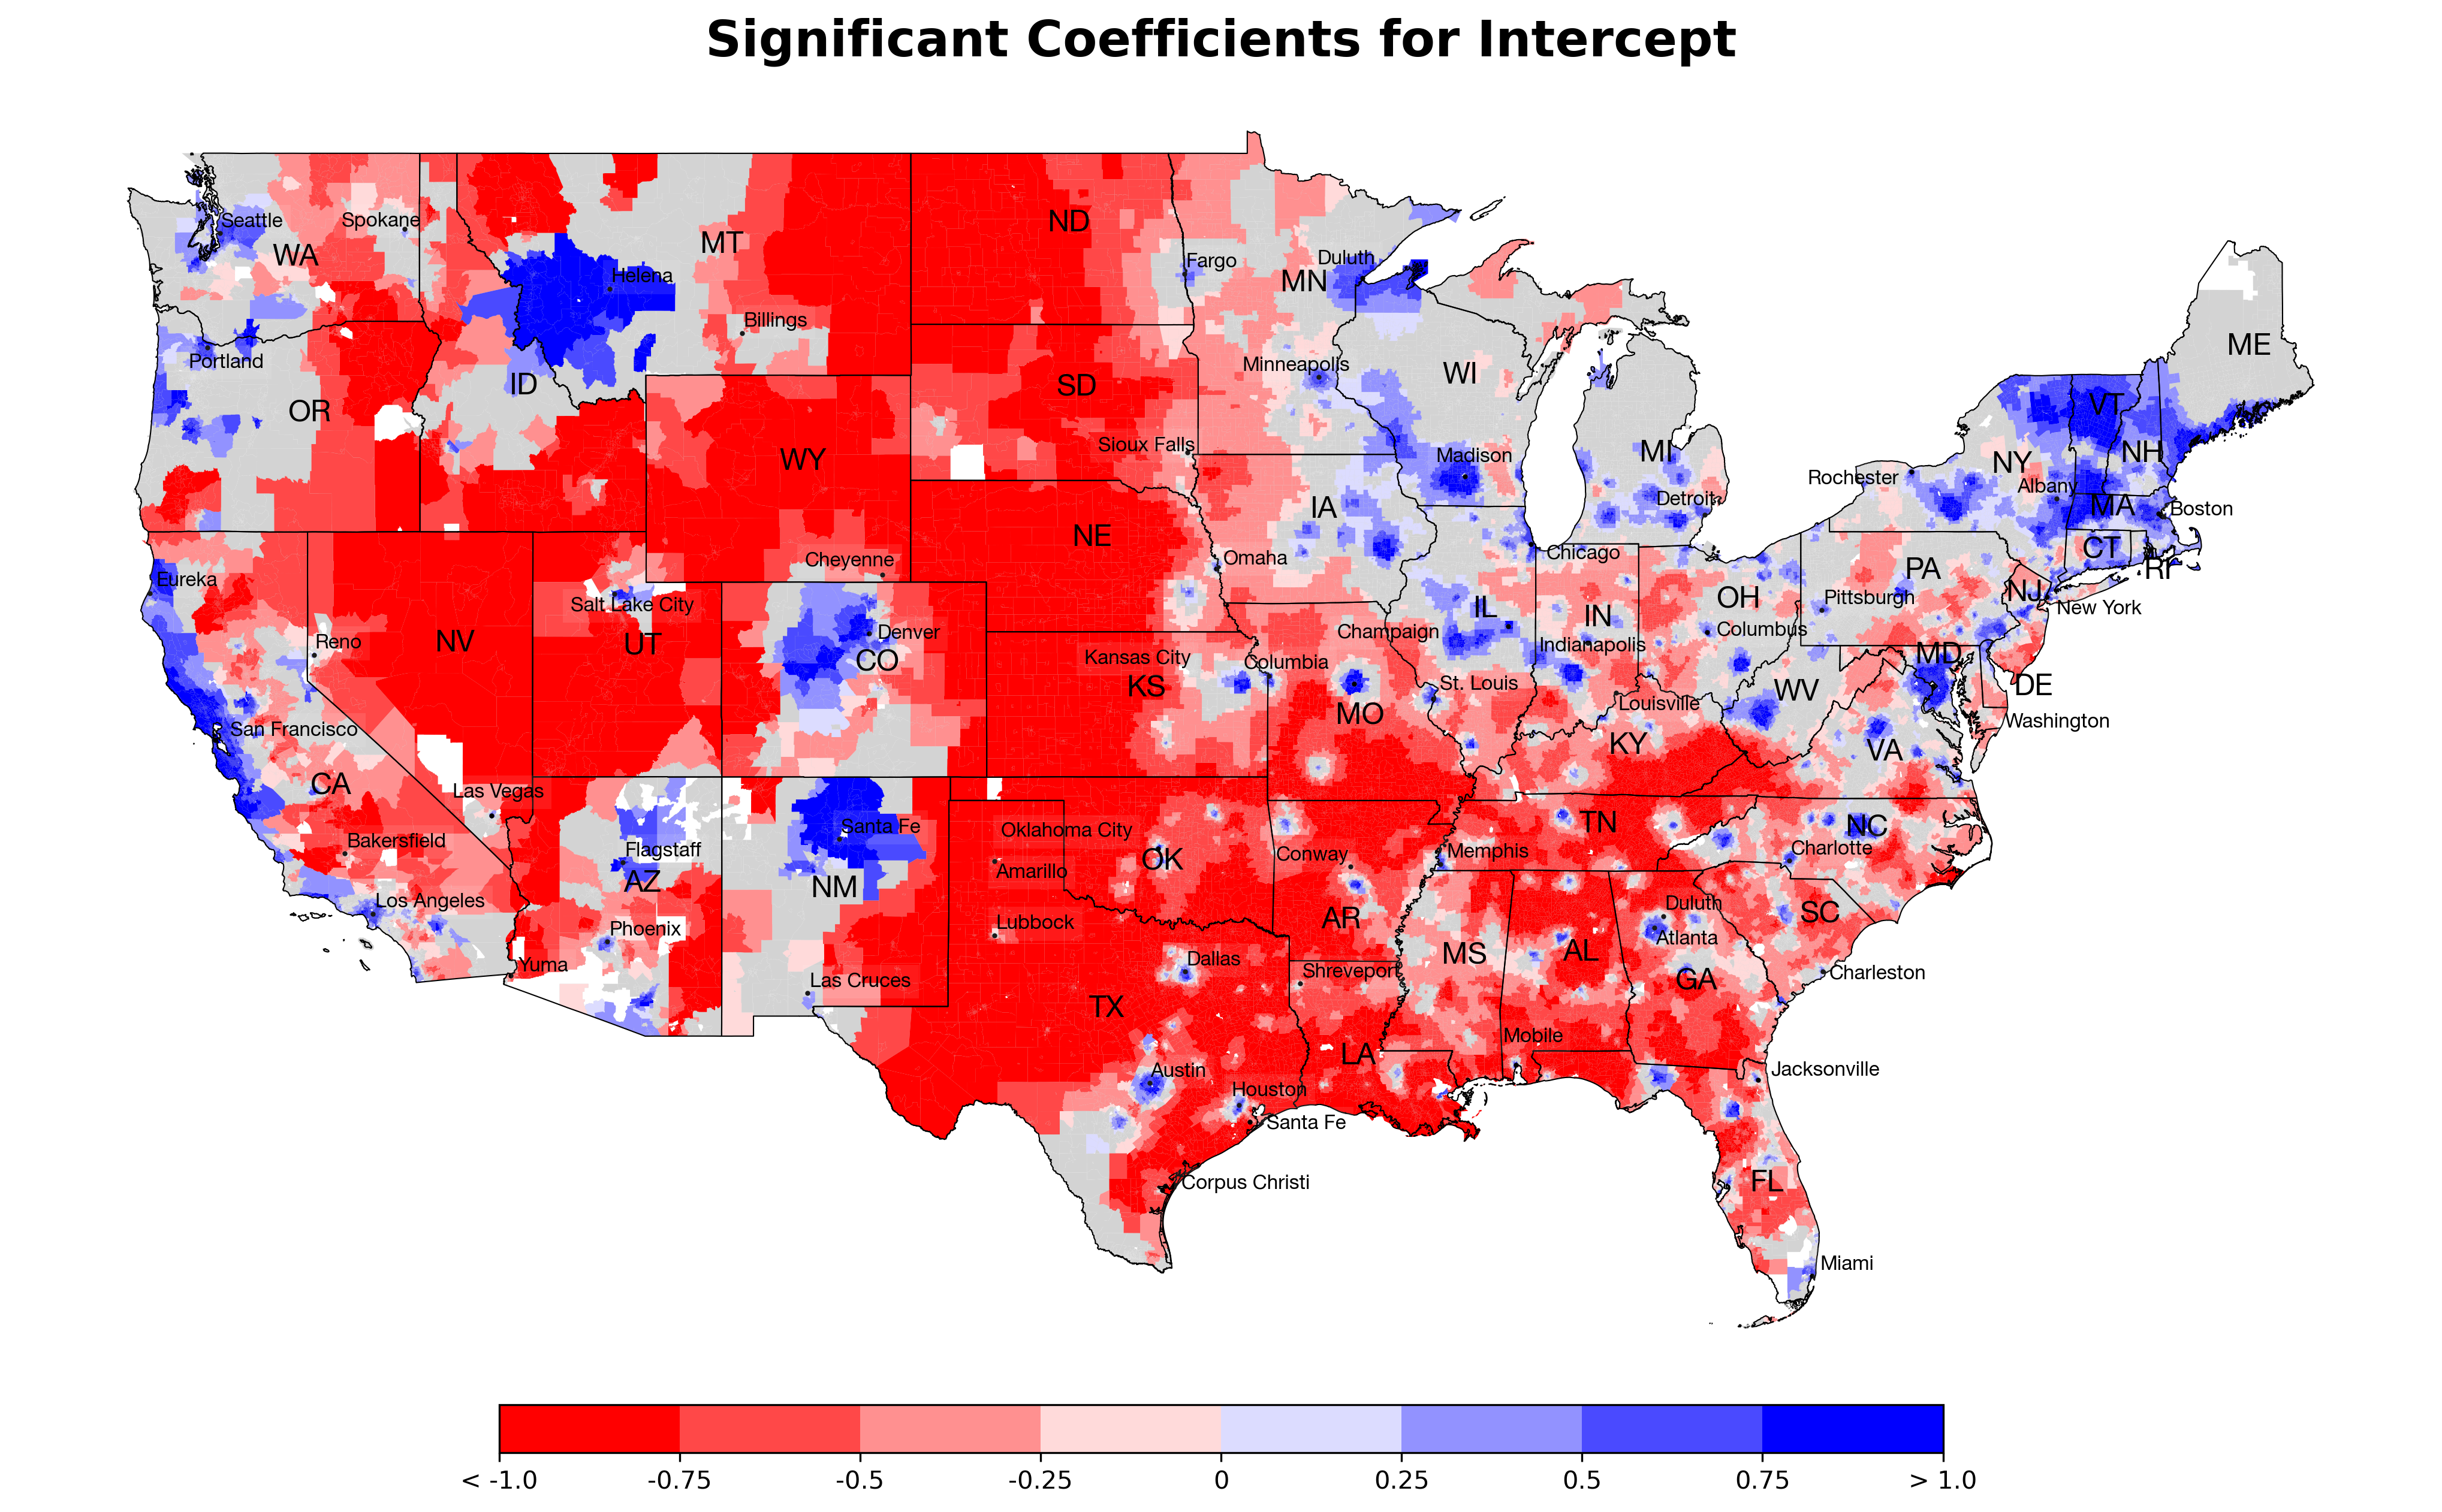 Significant Coefficients for Intercept
Seattle
Spokane
WA
MT
ND
Fargo
Duluth
MN
Helena
Billings
ME
Portland
ID
OR
SD
Minneapolis
WI
VT
WY
Sioux Falls
Madison
MI
NH
NY
Rochester
Albany
Detroit
MA
Boston
IA
NE
Cheyenne
Omaha
Chicago
CT
RI
PA
NJ
Eureka
Salt Lake City
New York
Pittsburgh
OH
IL
IN
Reno
NV
UT
Denver
CO
Champaign
Indianapolis
Columbus
Kansas City
Columbia
KS
St. Louis
MD
DE
WV
San Francisco
MO
Louisville
Washington
KY
VA
CA
Las Vegas
Santa Fe
Oklahoma City
TN
NC
Bakersfield
Flagstaff
Conway
Memphis
Charlotte
AZ
NM
Amarillo
OK
Los Angeles
Duluth
AR
SC
Phoenix
Lubbock
Atlanta
MS
AL
Yuma
Dallas
Shreveport
GA
Charleston
Las Cruces
TX
Mobile
LA
Austin
Jacksonville
Houston
Santa Fe
Corpus Christi
FL
Miami
< -1.0
-0.75
-0.5
-0.25
0
0.25
0.5
0.75
> 1.0